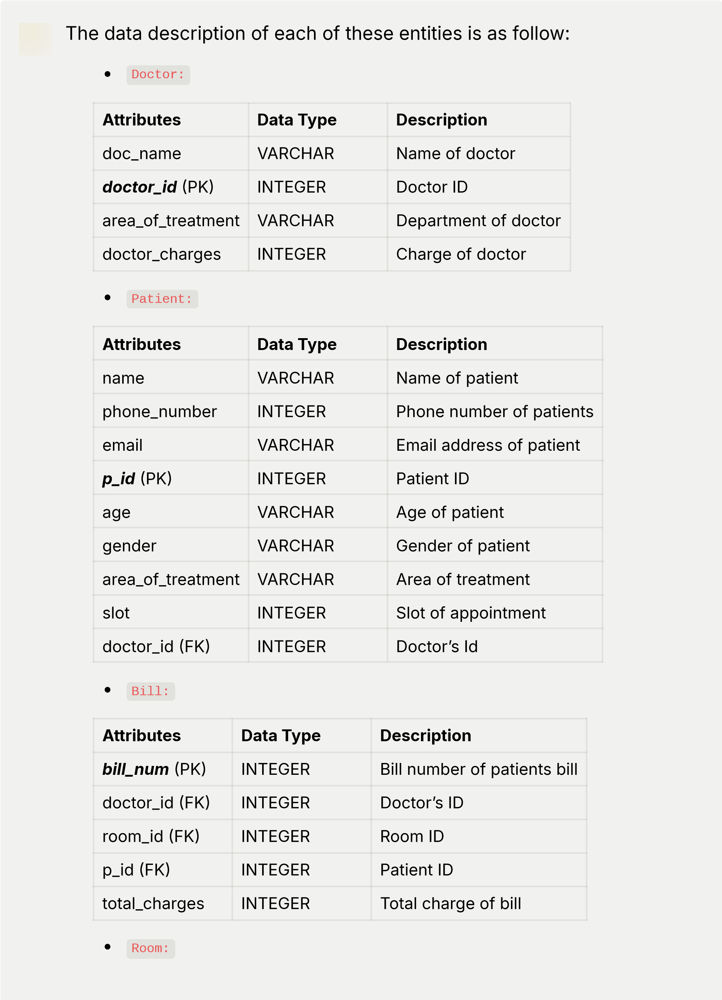 The data description of each of these entities is as follow:
• Doctor:
Attributes Data Type Description
doc_name VARCHAR Name of doctor
doctor_id (PK) INTEGER Doctor ID
area_of_treatment VARCHAR Department of doctor
doctor_charges INTEGER Charge of doctor
• Patient:
Attributes Data Type Description
name VARCHAR Name of patient
phone_number INTEGER Phone number of patients
email VARCHAR Email address of patient
p_id (PK) INTEGER Patient ID
age VARCHAR Age of patient
gender VARCHAR Gender of patient
area_of_treatment VARCHAR Area of treatment
slot INTEGER Slot of appointment
doctor_id (FK) INTEGER Doctor’s Id
• Bill:
Attributes Data Type Description
bill_num (PK) INTEGER Bill number of patients bill
doctor_id (FK) INTEGER Doctor’s ID
room_id (FK) INTEGER Room ID
p_id (FK) INTEGER Patient ID
total_charges INTEGER Total charge of bill
• Room: